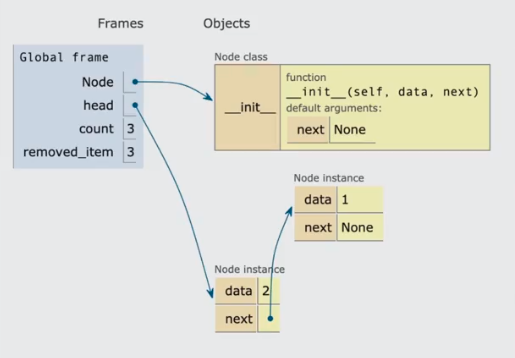 Frames Objects
Global frame
Node
head
count 3
removed_item 3
Node class
__init__
function
__init__(self, data, next)
default arguments:
next None
Node instance
data 1
next None
Node instance
data 2
next